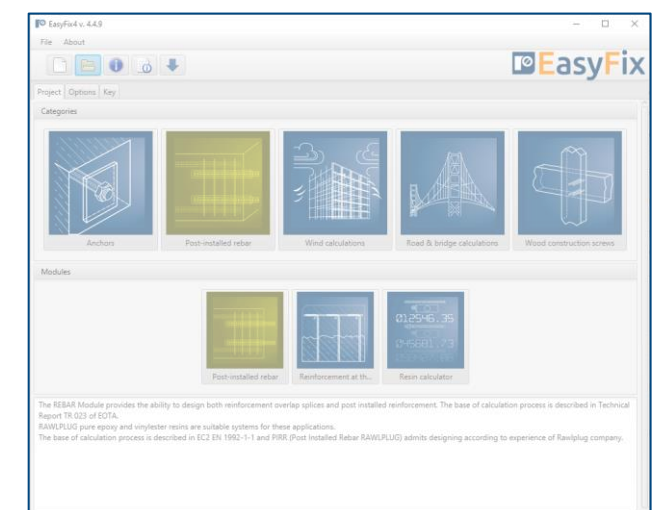 EasyFix4 v. 4.4.9
File About
EasyFix
Project Options Key
Categories
Anchors
Post-installed rebar
Wind calculations
Road & bridge calculations
Wood construction screws
Modules
012546.35
Post-installed rebar
Reinforcement at th...
Resin calculator
The REBAR Module provides the ability to design both reinforcement overlap splices and post installed reinforcement. The base of calculation process is described in Technical
Report TR 023 of EOTA.
RAWLPLUG pure epoxy and vinylester resins are suitable systems for these applications.
The base of calculation process is described in EC2 EN 1992-1-1 and PIRR (Post Installed Rebar RAWLPLUG) admits designing according to experience of Rawlplug company.